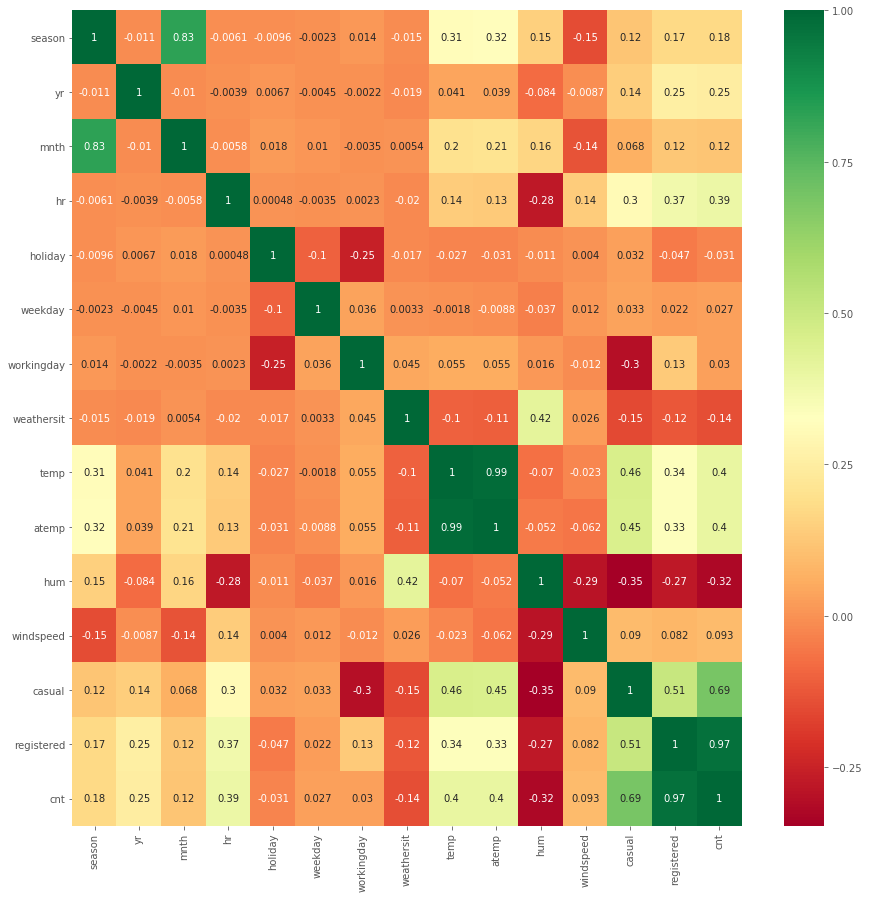 season 1 -0.011 0.83 -0.0061 -0.0096 -0.0023 0.014 -0.015 0.31 0.32 0.15 -0.15 0.12 0.17 0.18
yr -0.011 1 -0.01 -0.0039 0.0067 -0.0045 -0.0022 -0.019 0.041 0.039 -0.084 -0.0087 0.14 0.25 0.25
mnth 0.83 -0.01 1 -0.0058 0.018 0.01 -0.0035 0.0054 0.2 0.21 0.16 -0.14 0.068 0.12 0.12
hr -0.0061 -0.0039 -0.0058 1 0.00048 -0.0035 0.0023 -0.02 0.14 0.13 -0.28 0.14 0.3 0.37 0.39
holiday -0.0096 0.0067 0.018 0.00048 1 -0.1 -0.25 -0.017 -0.027 -0.031 -0.011 0.004 0.032 -0.047 -0.031
weekday -0.0023 -0.0045 0.01 -0.0035 -0.1 1 0.036 0.0033 -0.0018 -0.0088 -0.037 0.012 0.033 0.022 0.027
workingday 0.014 -0.0022 -0.0035 0.0023 -0.25 0.036 1 0.045 0.055 0.055 0.016 -0.012 -0.3 0.13 0.03
weathersit -0.015 -0.019 0.0054 -0.02 -0.017 0.0033 0.045 1 -0.1 -0.11 0.42 0.026 -0.15 -0.12 -0.14
temp 0.31 0.041 0.2 0.14 -0.027 -0.0018 0.055 -0.1 1 0.99 -0.07 -0.023 0.46 0.34 0.4
atemp 0.32 0.039 0.21 0.13 -0.031 -0.0088 0.055 -0.11 0.99 1 -0.052 -0.062 0.45 0.33 0.4
hum 0.15 -0.084 0.16 -0.28 -0.011 -0.037 0.016 0.42 -0.07 -0.052 1 -0.29 -0.35 -0.27 -0.32
windspeed -0.15 -0.0087 -0.14 0.14 0.004 0.012 -0.012 0.026 -0.023 -0.062 -0.29 1 0.09 0.082 0.093
casual 0.12 0.14 0.068 0.3 0.032 0.033 -0.3 -0.15 0.46 0.45 -0.35 0.09 1 0.51 0.69
registered 0.17 0.25 0.12 0.37 -0.047 0.022 0.13 -0.12 0.34 0.33 -0.27 0.082 0.51 1 0.97
cnt 0.18 0.25 0.12 0.39 -0.031 0.027 0.03 -0.14 0.4 0.4 -0.32 0.093 0.69 0.97 1
season yr mnth hr holiday weekday workingday weathersit temp atemp hum windspeed casual registered cnt
1.00
0.75
0.50
0.25
0.00
−0.25